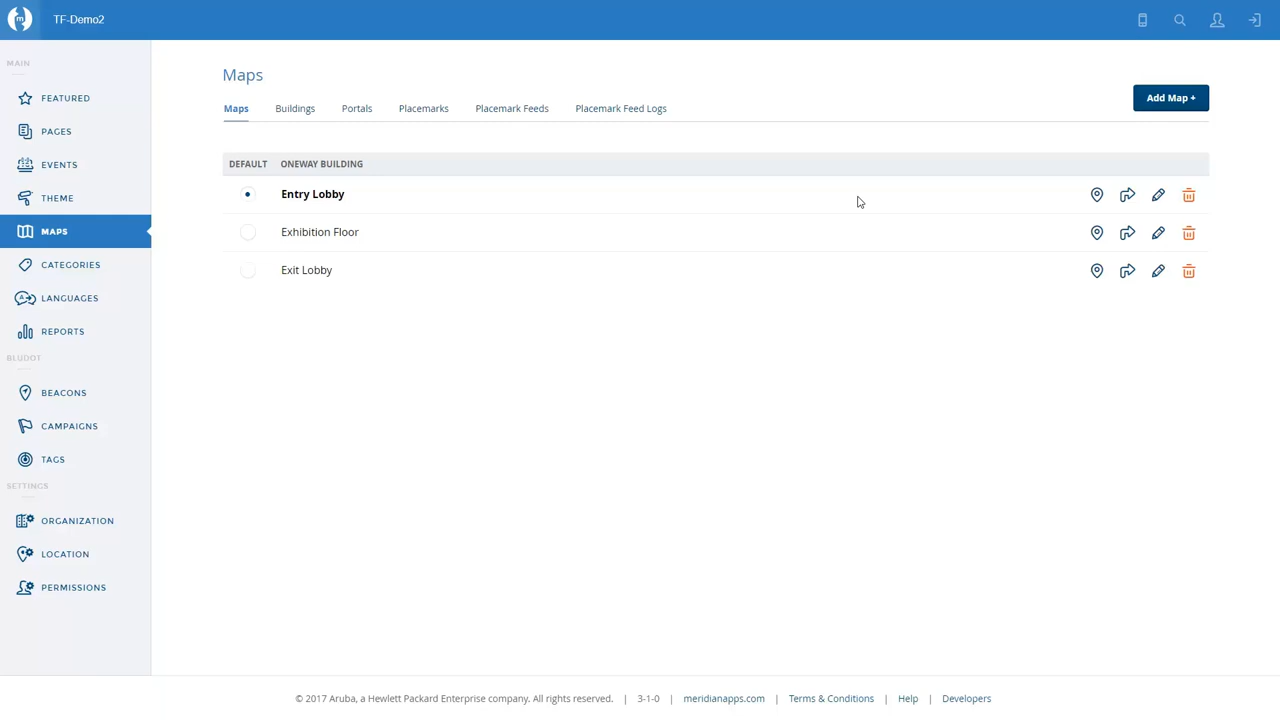 TF-Demo2
MAIN
FEATURED
PAGES
EVENTS
THEME
MAPS
CATEGORIES
LANGUAGES
REPORTS
BLUDOT
BEACONS
CAMPAIGNS
TAGS
SETTINGS
ORGANIZATION
LOCATION
PERMISSIONS
Maps
Maps Buildings Portals Placemarks Placemark Feeds Placemark Feed Logs
Add Map +
DEFAULT ONEWAY BUILDING
Entry Lobby
Exhibition Floor
Exit Lobby
© 2017 Aruba, a Hewlett Packard Enterprise company. All rights reserved. | 3-1-0 | meridianapps.com | Terms & Conditions | Help | Developers